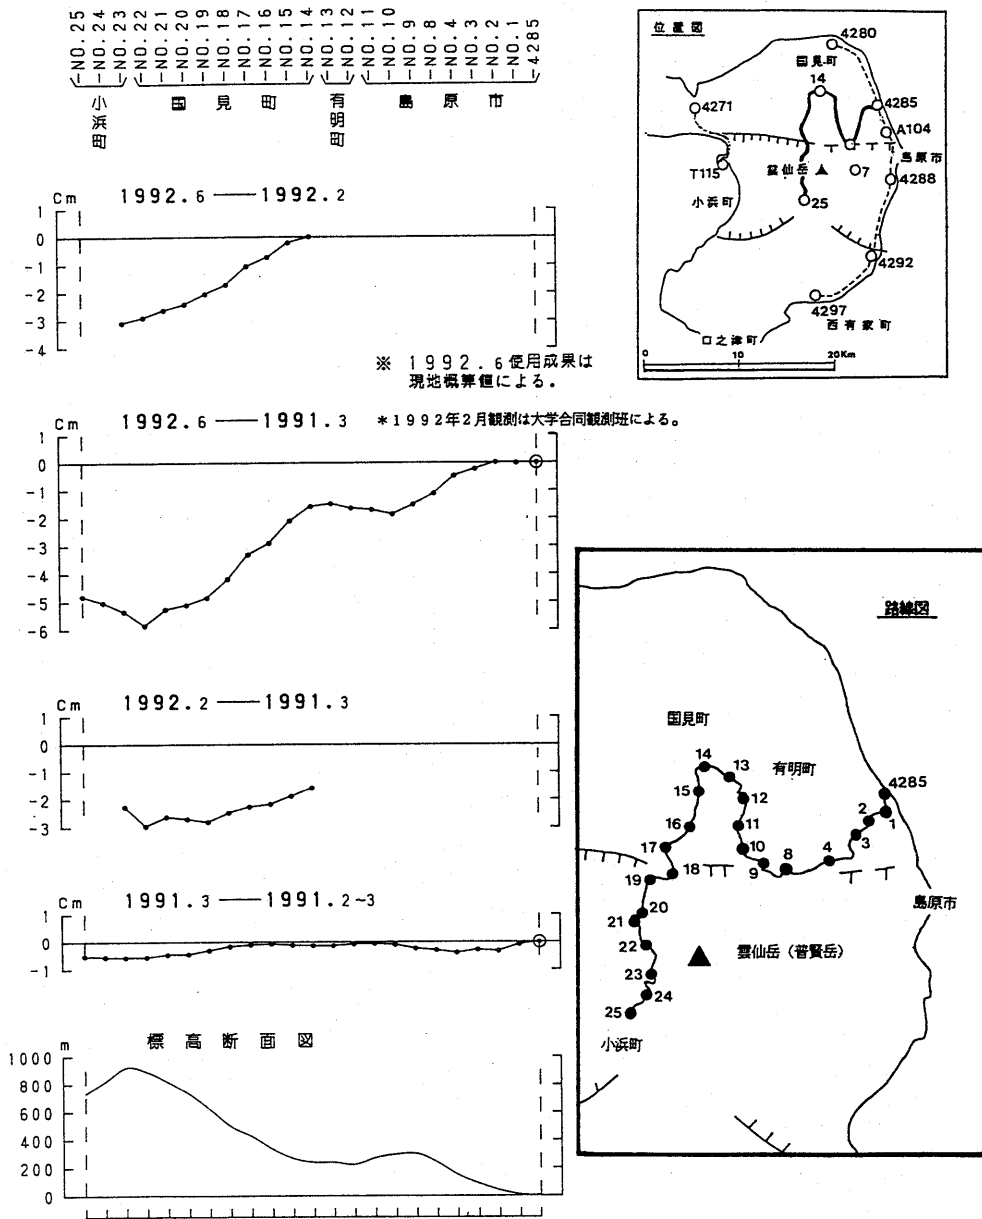 NO.25
NO.24
NO.23
NO.22
NO.21
NO.20
NO.19
NO.18
NO.17
NO.16
NO.15
NO.14
NO.13
NO.12
NO.11
NO.10
NO.9
NO.8
NO.4
NO.3
NO.2
NO.1
4285
小浜町
国見町
有明町
島原市
Cm
1992.6 ── 1992.2
1
0
-1
-2
-3
-4
※ 1992.6使用成果は
現地概算値による。
Cm
1992.6 ── 1991.3
*1992年2月観測は大学合同観測班による。
1
0
-1
-2
-3
-4
-5
-6
Cm
1992.2 ── 1991.3
1
0
-1
-2
-3
Cm
1991.3 ── 1991.2~3
1
0
-1
標高断面図
m
1000
800
600
400
200
0
位置図
4280
国見町
14
4271
4285
A104
島原市
T115
雲仙岳
7
4288
小浜町
25
4292
4297
西有家町
口之津町
0
10
20Km
路線図
国見町
14
13
有明町
4285
15
12
2
1
16
11
3
17
10
4
8
9
18
19
島原市
20
21
22
雲仙岳(普賢岳)
23
24
25
小浜町